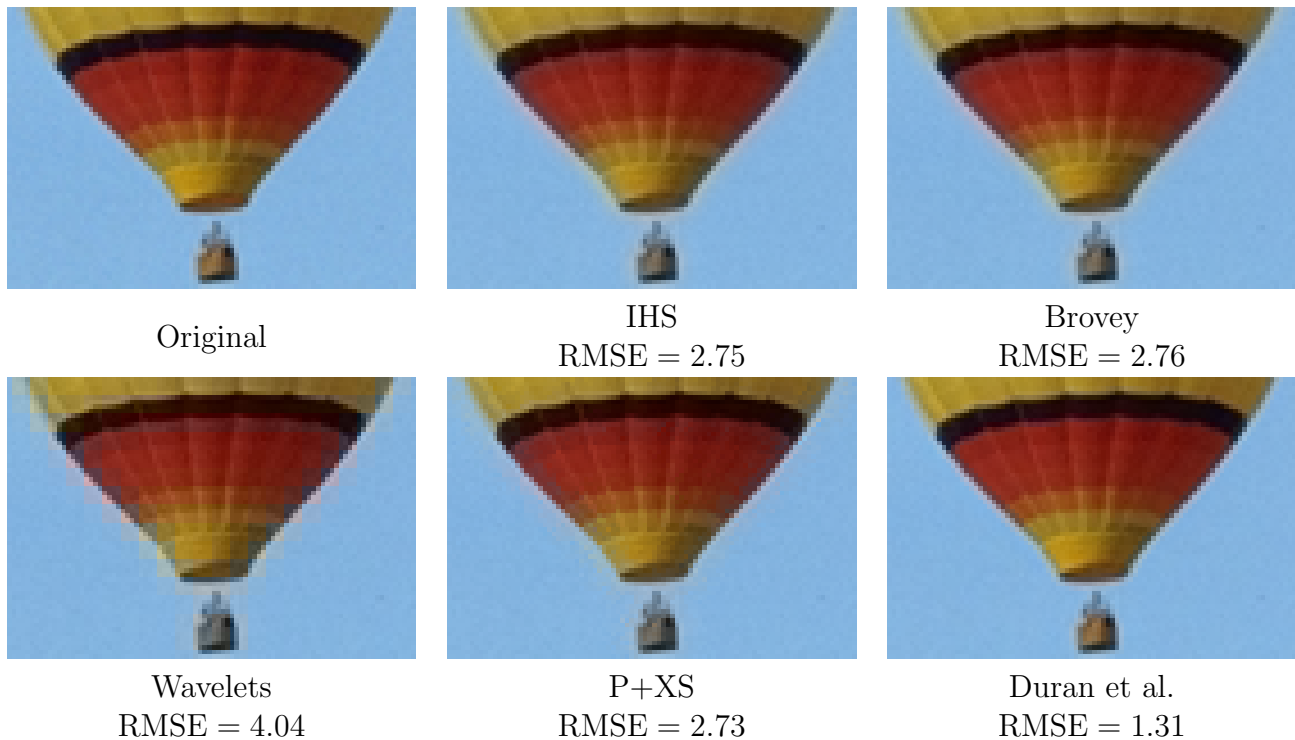 Original
IHS
RMSE = 2.75
Brovey
RMSE = 2.76
Wavelets
RMSE = 4.04
P+XS
RMSE = 2.73
Duran et al.
RMSE = 1.31